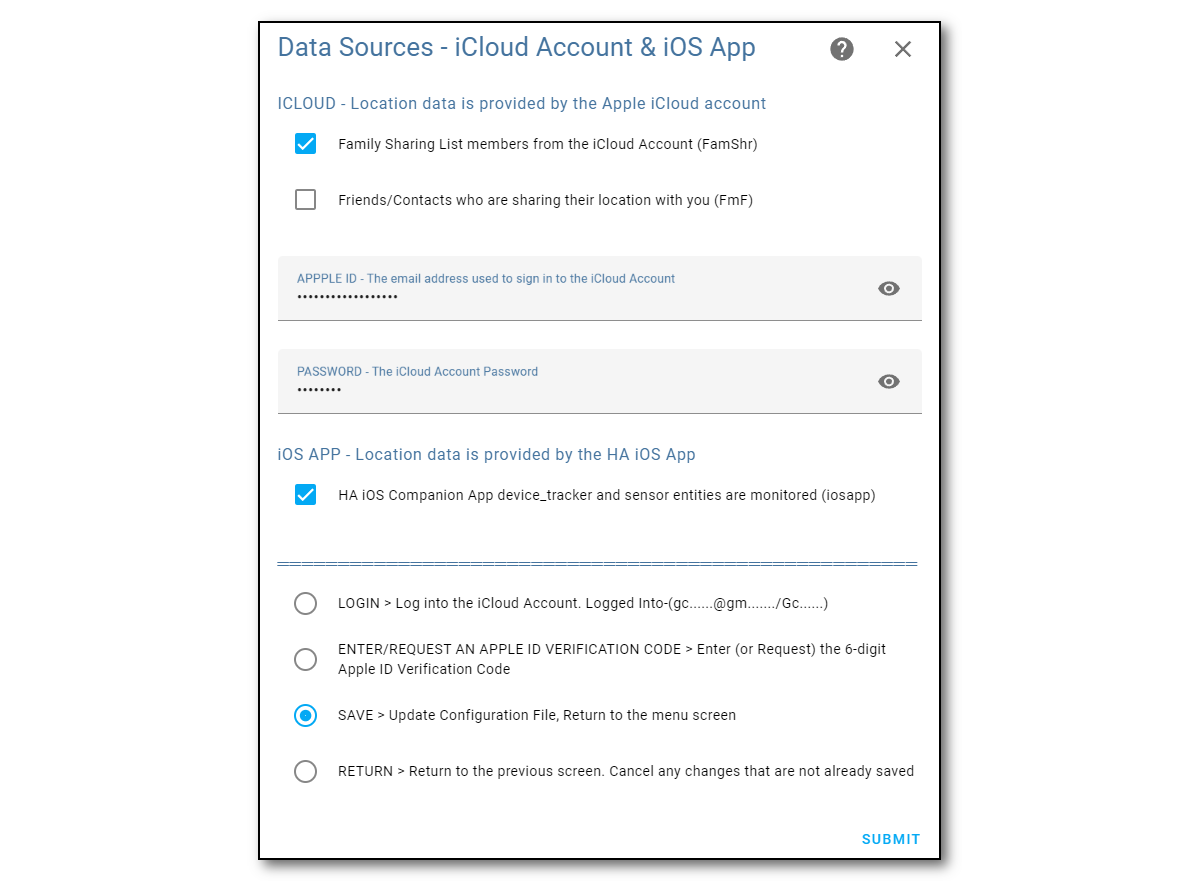 Data Sources - iCloud Account & iOS App
ICLOUD - Location data is provided by the Apple iCloud account
Family Sharing List members from the iCloud Account (FamShr)
Friends/Contacts who are sharing their location with you (FmF)
APPPLE ID - The email address used to sign in to the iCloud Account
••••••••••••••••••
PASSWORD - The iCloud Account Password
••••••••
iOS APP - Location data is provided by the HA iOS App
HA iOS Companion App device_tracker and sensor entities are monitored (iosapp)
LOGIN > Log into the iCloud Account. Logged Into-(gc......@gm......./Gc......)
ENTER/REQUEST AN APPLE ID VERIFICATION CODE > Enter (or Request) the 6-digit
Apple ID Verification Code
SAVE > Update Configuration File, Return to the menu screen
RETURN > Return to the previous screen. Cancel any changes that are not already saved
SUBMIT